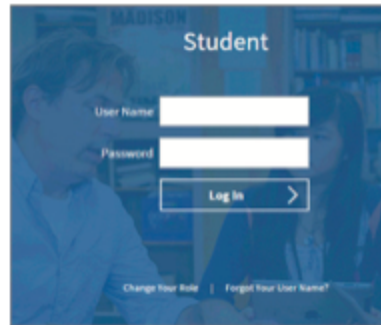 MADISON
Student
User Name
Password
Log In
Change Your Role | Forgot Your User Name?